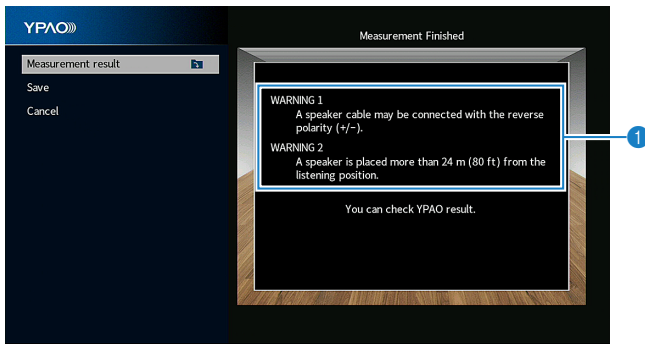 YPAO
Measurement Finished
Measurement result
Save
Cancel
WARNING 1
A speaker cable may be connected with the reverse
polarity (+/-).
WARNING 2
A speaker is placed more than 24 m (80 ft) from the
listening position.
You can check YPAO result.
1